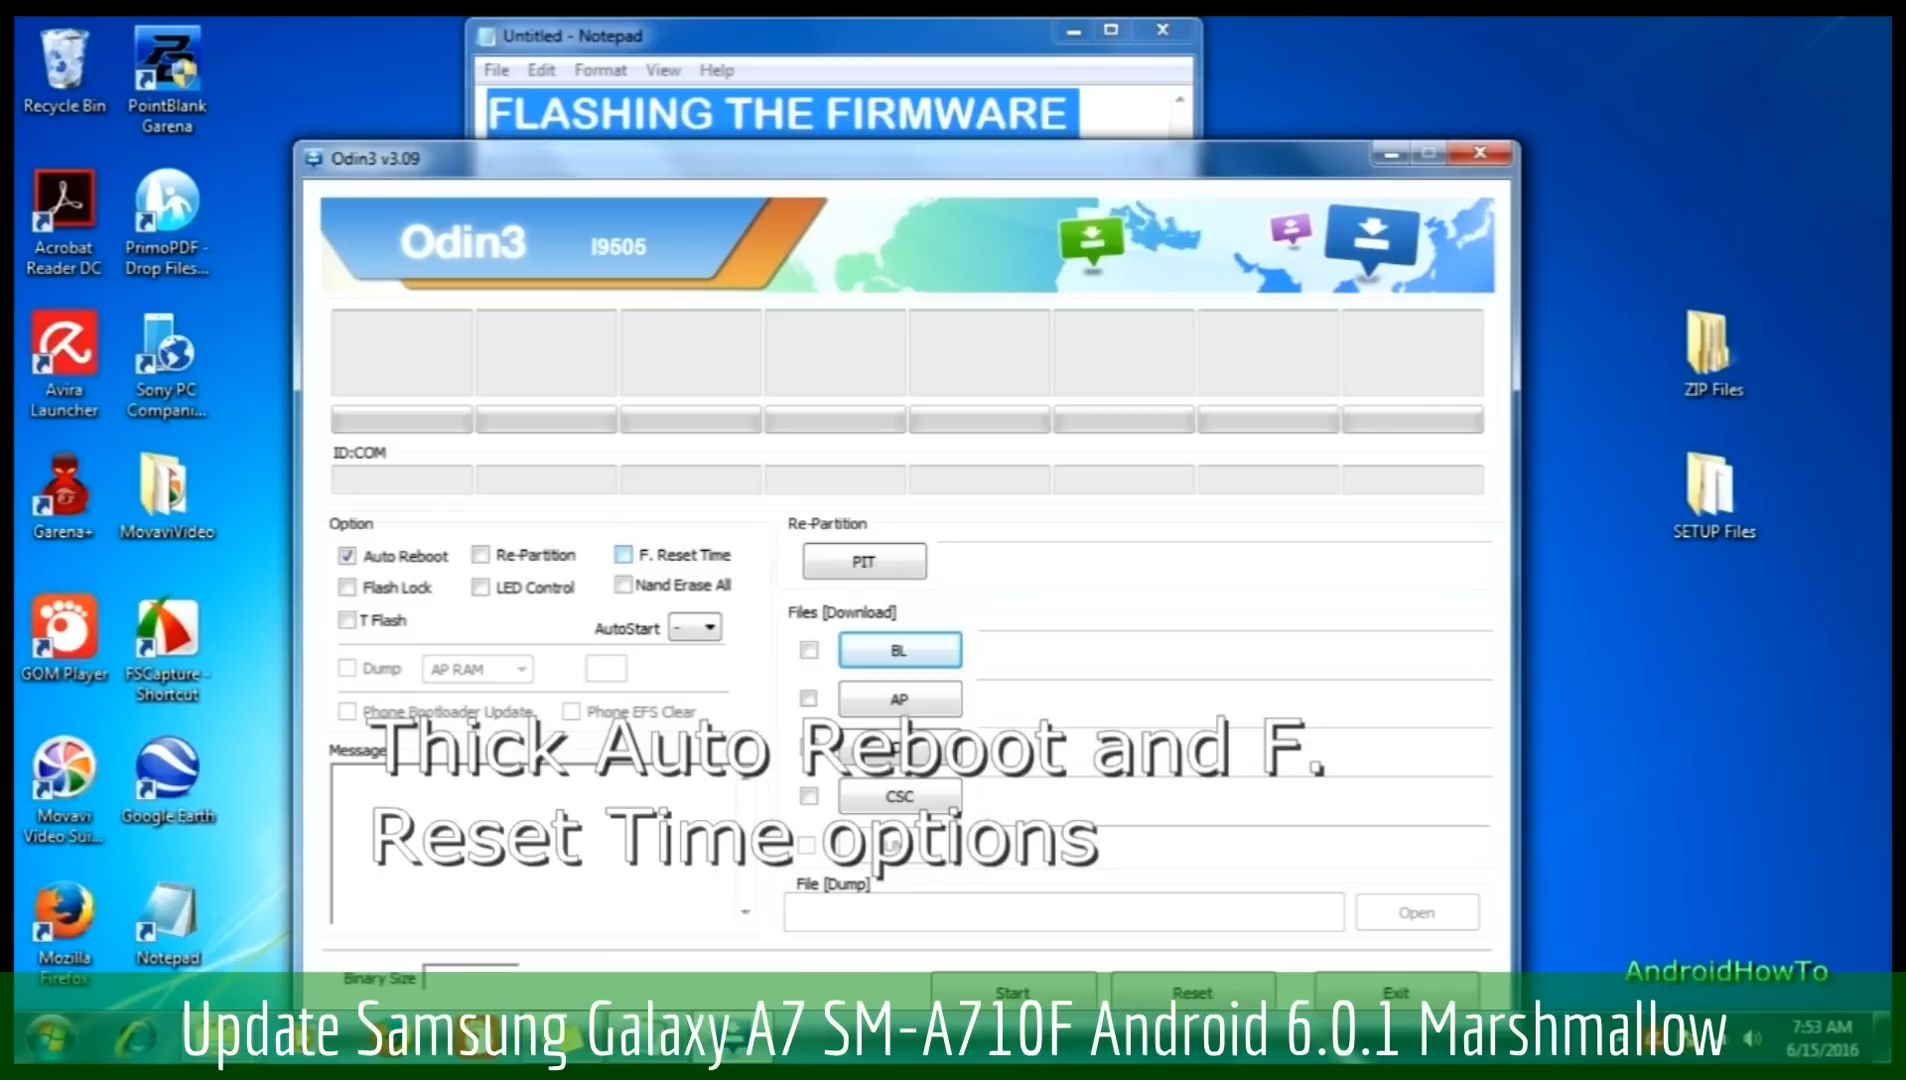 Recycle Bin
PointBlank Garena
Acrobat Reader DC
PrimoPDF - Drop Files...
Avira Launcher
Sony PC Compani...
Garena+
MovaviVideo
GOM Player
FSCapture - Shortcut
Movavi Video Sui...
Google Earth
Mozilla Firefox
Notepad
Untitled - Notepad
File Edit Format View Help
FLASHING THE FIRMWARE
Odin3 v3.09
Odin3 I9505
ID:COM
Option
Auto Reboot Re-Partition F. Reset Time
Flash Lock LED Control Nand Erase All
T Flash AutoStart -
Dump AP RAM
Phone Bootloader Update Phone EFS Clear
Message
Re-Partition
PIT
Files [Download]
BL
AP
CSC
File [Dump]
Open
Binary Size
Start Reset Exit
Thick Auto Reboot and F.
Reset Time options
ZIP Files
SETUP Files
AndroidHowTo
Update Samsung Galaxy A7 SM-A710F Android 6.0.1 Marshmallow
7:53 AM
6/15/2016